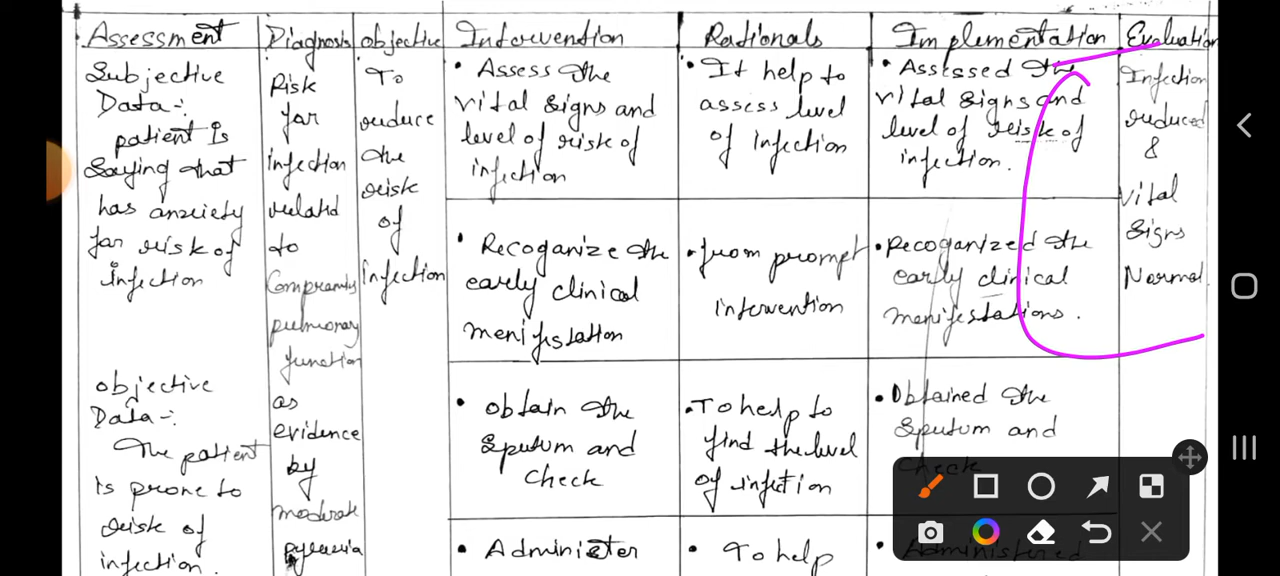 Assessment
Diagnosis
objective
Intervention
Rationals
Implementation
Evaluation
Subjective
Data-:
patient is
Saying that
has anxiety
for risk of
infection
objective
Data-:
The patient
is prone to
risk of
infection.
Risk
for
infection
related
to
pulmonary
function
as
evidence
by
moderate
To
reduce
the
risk
of
infection
• Assess the
vital signs and
level of risk of
infection
• Recoganize the
early clinical
menifestation
• obtain the
Sputum and
Check
• Administer
• It help to
assess level
of infection
• from prompt
intervention
• To help to
find the level
of infection
• To help
• Assessed the
vital signs and
level of risk of
infection.
• Recoganized the
early clinical
menifestations.
• Obtained the
Sputum and
Check
• Administered
Infection
reduced
&
Vital
Signs
Normal.